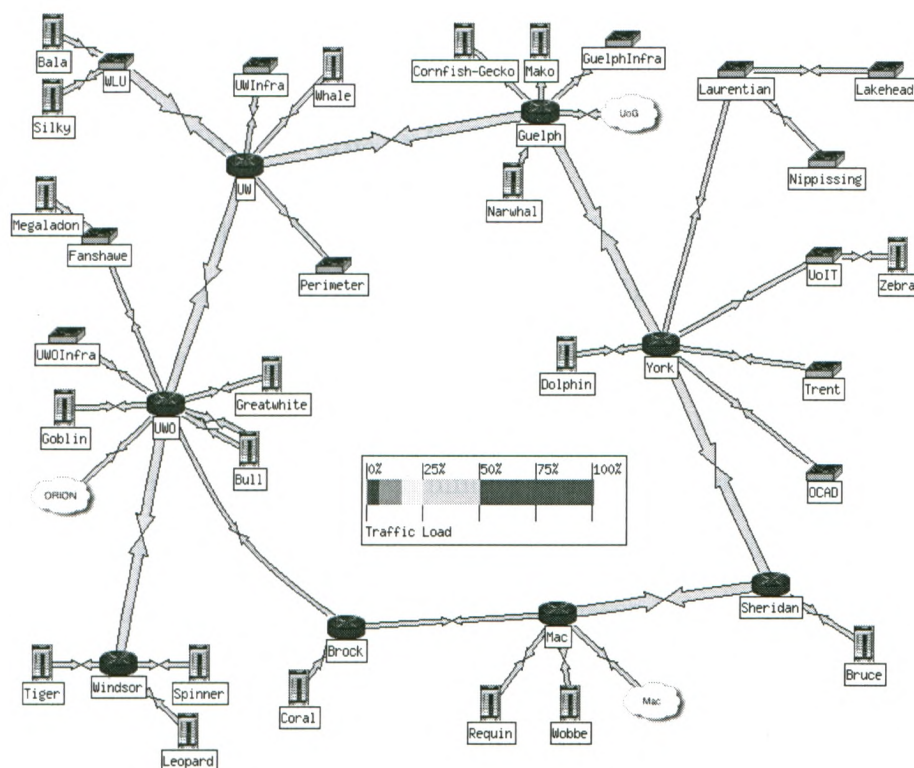 Bala
WLU
Silky
UWInfra
Whale
Cornfish-Gecko
Mako
GuelphInfra
Guelph
UoG
Laurentian
Lakehead
Nippissing
Narwhal
UW
Megaladon
Fanshawe
Perimeter
UoIT
Zebra
UWOInfra
Dolphin
York
Trent
Greatwhite
Goblin
UWO
Bull
ORION
OCAD
0% 25% 50% 75% 100%
Traffic Load
Sheridan
Brock
Mac
Bruce
Tiger
Windsor
Spinner
Coral
Mac
Requin
Wobbe
Leopard